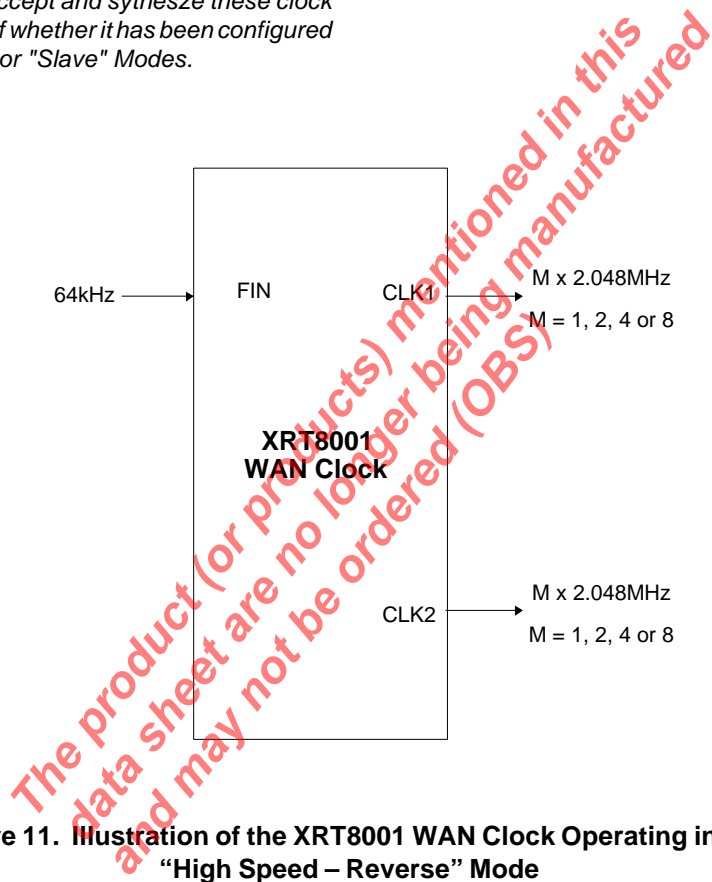 ccept and sythesze these clock
f whether it has been configured
or "Slave" Modes.
64kHz
FIN
CLK1
M x 2.048MHz
M = 1, 2, 4 or 8
XRT8001
WAN Clock
CLK2
M x 2.048MHz
M = 1, 2, 4 or 8
The product (or products) mentioned in this
data sheet are no longer being manufactured
and may not be ordered (OBS)
e 11. Illustration of the XRT8001 WAN Clock Operating in
“High Speed – Reverse” Mode